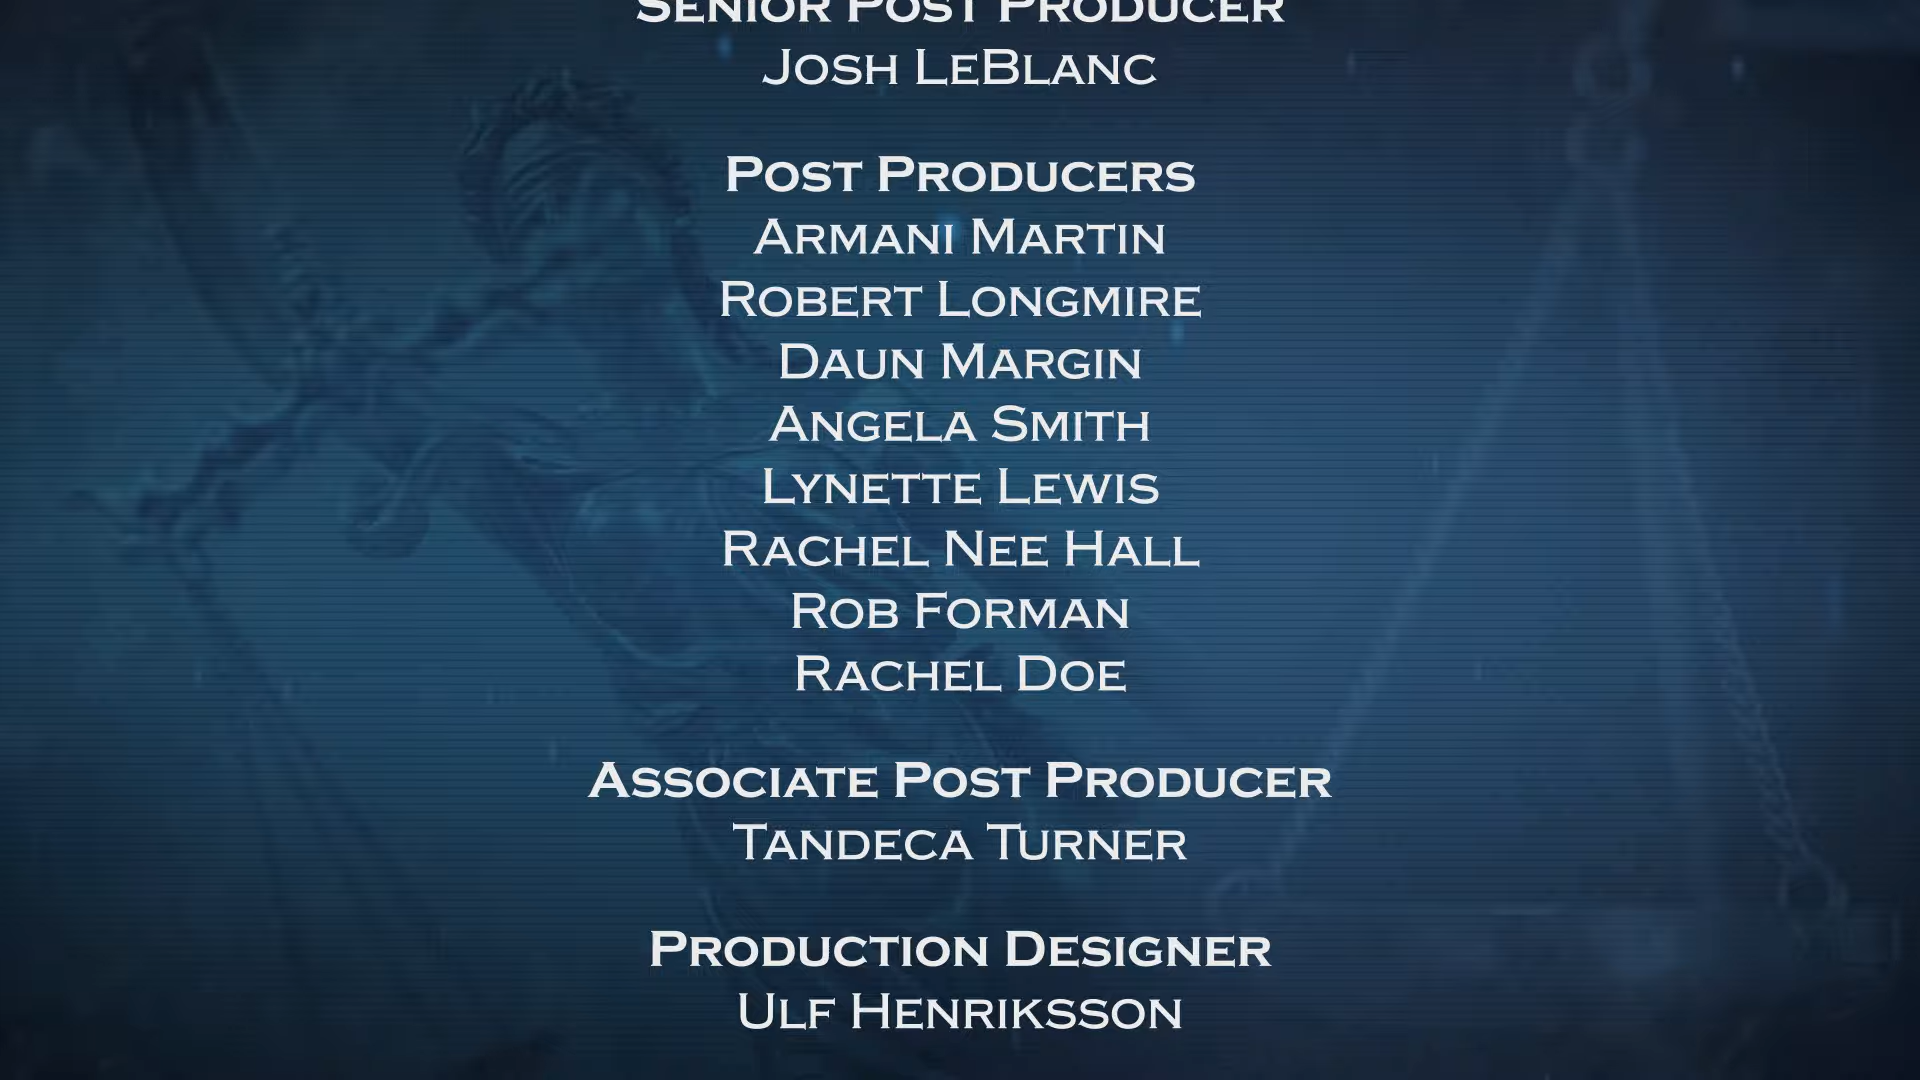 Senior Post Producer
Josh LeBlanc
Post Producers
Armani Martin
Robert Longmire
Daun Margin
Angela Smith
Lynette Lewis
Rachel Nee Hall
Rob Forman
Rachel Doe
Associate Post Producer
Tandeca Turner
Production Designer
Ulf Henriksson